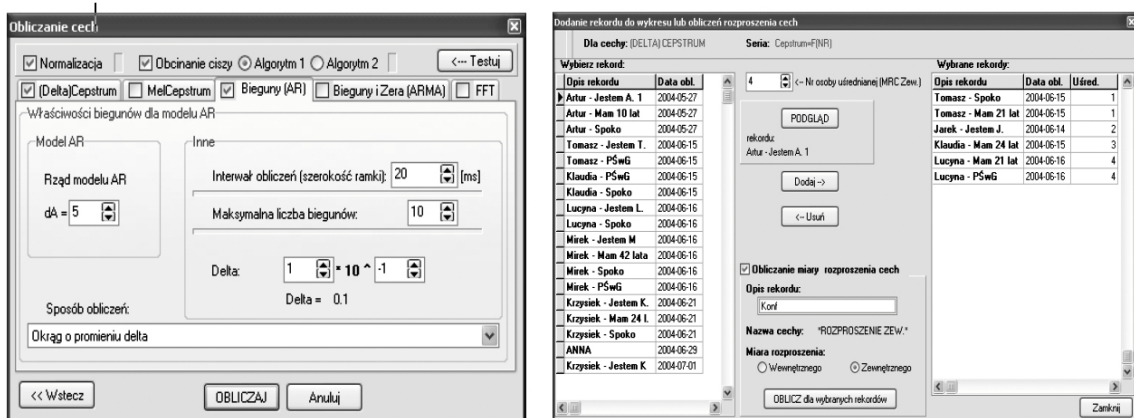 Obliczanie cech
Normalizacja
Obcinanie ciszy Algorytm 1 Algorytm 2
<--- Testuj
(Delta)Cepstrum MelCepstrum Bieguny (AR) Bieguny i Zera (ARMA) FFT
Właściwości biegunów dla modelu AR
Model AR
Rząd modelu AR
dA = 5
Inne
Interwał obliczeń (szerokość ramki): 20 [ms]
Maksymalna liczba biegunów: 10
Delta: 1 * 10 ^ -1
Delta = 0.1
Sposób obliczeń:
Okrąg o promieniu delta
<< Wstecz OBLICZAJ Anuluj
Dodanie rekordu do wykresu lub obliczeń rozproszenia cech
Dla cechy: (DELTA) CEPSTRUM Seria: Cepstrum=F(NR)
Wybierz rekord:
Opis rekordu Data obl.
Artur - Jestem A. 1 2004-05-27
Artur - Mam 10 lat 2004-05-27
Artur - Spoko 2004-05-27
Tomasz - Jestem T. 2004-06-15
Tomasz - PŚwG 2004-06-15
Klaudia - PŚwG 2004-06-15
Klaudia - Spoko 2004-06-15
Lucyna - Jestem L. 2004-06-16
Lucyna - Spoko 2004-06-16
Mirek - Jestem M 2004-06-16
Mirek - Mam 42 lata 2004-06-16
Mirek - Spoko 2004-06-16
Mirek - PŚwG 2004-06-16
Krzysiek - Jestem K. 2004-06-21
Krzysiek - Mam 24 l. 2004-06-21
Krzysiek - Spoko 2004-06-21
ANNA 2004-06-29
Krzysiek - Jestem K 2004-07-01
4 <- Nr osoby uśrednianej (MRC Zew.)
PODGLĄD
rekordu:
Artur - Jestem A. 1
Dodaj -->
<-- Usuń
Obliczanie miary rozproszenia cech
Opis rekordu:
Konf
Nazwa cechy: *ROZPROSZENIE ZEW.*
Miara rozproszenia:
Wewnętrznego Zewnętrznego
OBLICZ dla wybranych rekordów
Wybrane rekordy:
Opis rekordu Data obl. Uśred.
Tomasz - Spoko 2004-06-15 1
Tomasz - Mam 21 lat 2004-06-15 1
Jarek - Jestem J. 2004-06-14 2
Klaudia - Mam 24 lat 2004-06-15 3
Lucyna - Mam 21 lat 2004-06-16 4
Lucyna - PŚwG 2004-06-16 4
Zamknij